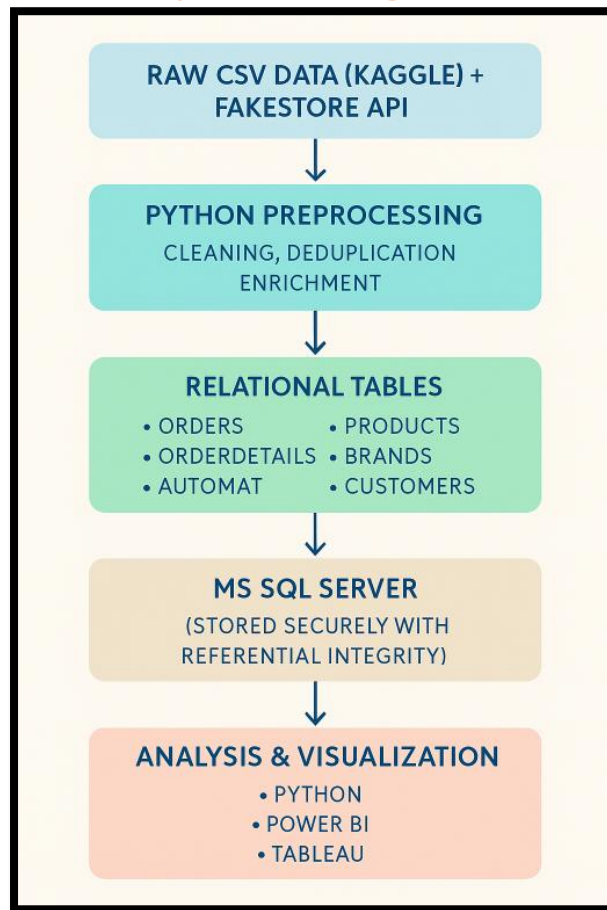 RAW CSV DATA (KAGGLE) +
FAKESTORE API
PYTHON PREPROCESSING
CLEANING, DEDUPLICATION
ENRICHMENT
RELATIONAL TABLES
• ORDERS
• ORDERDETAILS
• AUTOMAT
• PRODUCTS
• BRANDS
• CUSTOMERS
MS SQL SERVER
(STORED SECURELY WITH
REFERENTIAL INTEGRITY)
ANALYSIS & VISUALIZATION
• PYTHON
• POWER BI
• TABLEAU